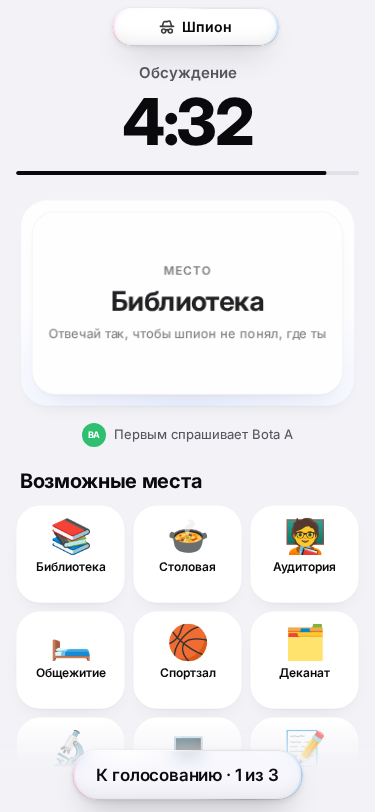 Шпион
Обсуждение
4:32
МЕСТО
Библиотека
Отвечай так, чтобы шпион не понял, где ты
BA
Первым спрашивает Bota A
Возможные места
Библиотека
Столовая
Аудитория
Общежитие
Спортзал
Деканат
К голосованию · 1 из 3